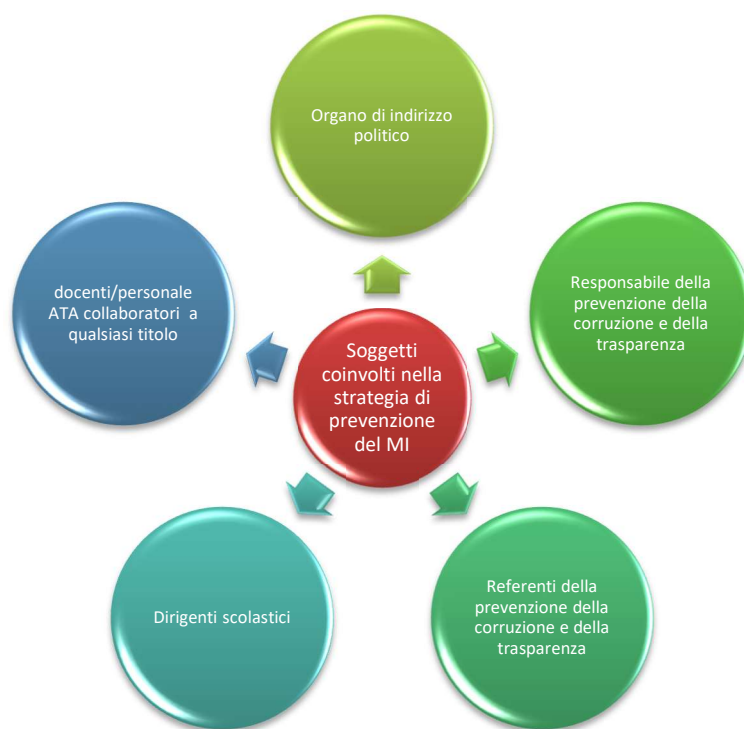 Organo di indirizzo
politico
Responsabile della
prevenzione della
corruzione e della
trasparenza
Referenti della
prevenzione della
corruzione e della
trasparenza
Dirigenti scolastici
docenti/personale
ATA collaboratori a
qualsiasi titolo
Soggetti
coinvolti nella
strategia di
prevenzione
del MI